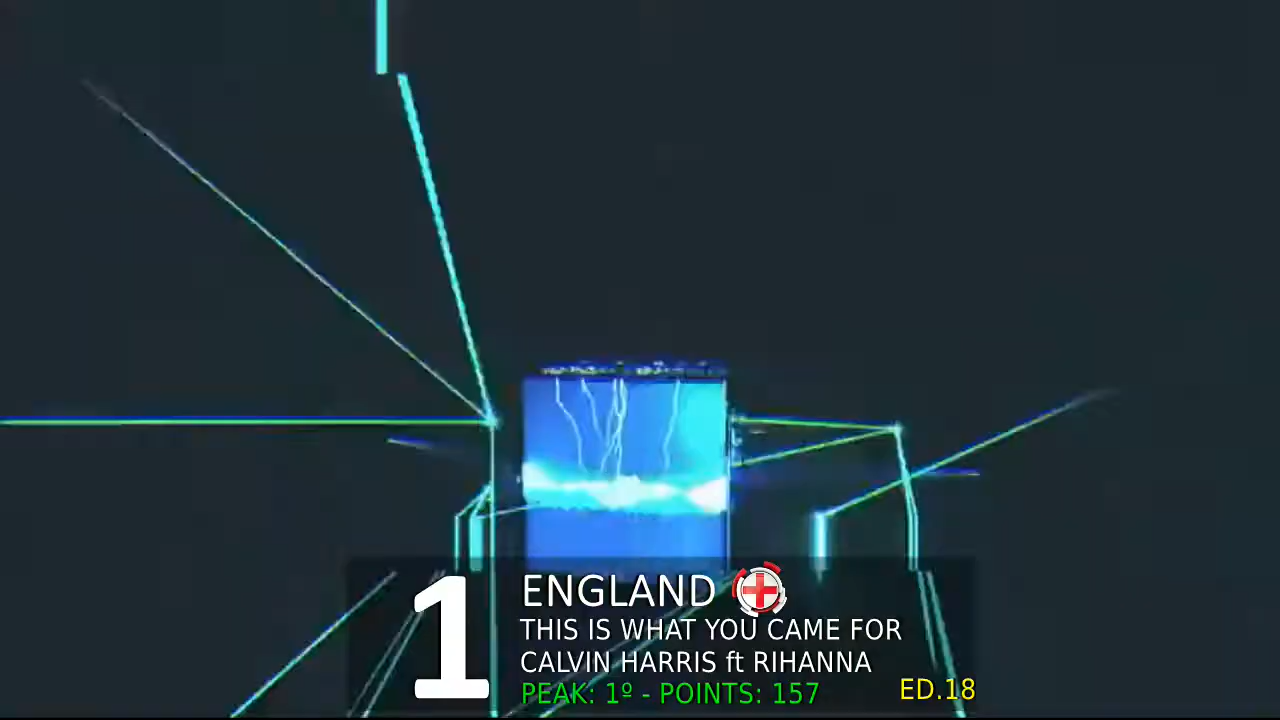 1
ENGLAND
THIS IS WHAT YOU CAME FOR
CALVIN HARRIS ft RIHANNA
PEAK: 1º - POINTS: 157
ED.18